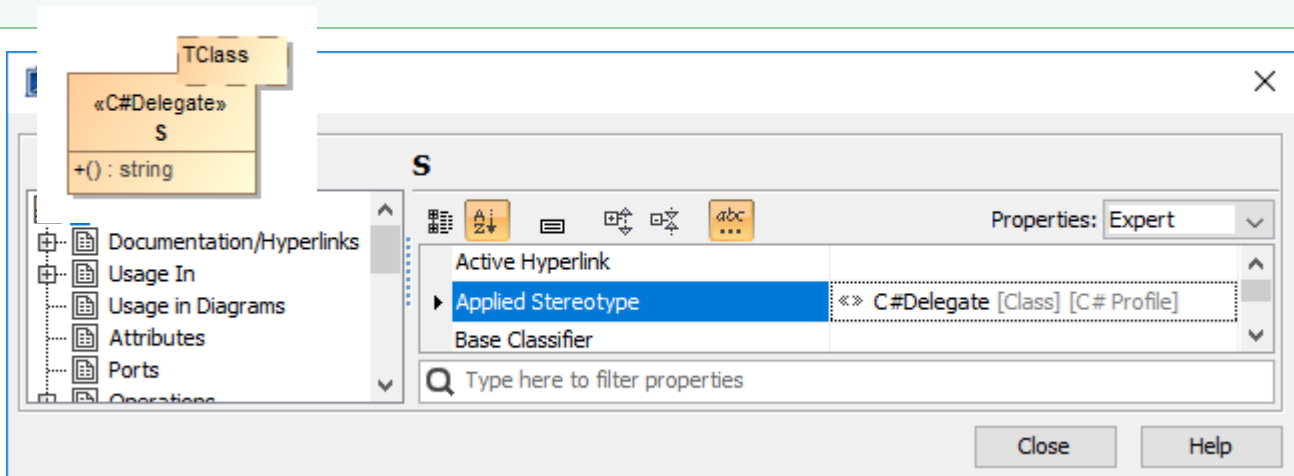 TClass
«C#Delegate»
S
+() : string
S
Properties: Expert
Documentation/Hyperlinks
Usage In
Usage in Diagrams
Attributes
Ports
Operations
Active Hyperlink
Applied Stereotype «» C#Delegate [Class] [C# Profile]
Base Classifier
Type here to filter properties
Close Help